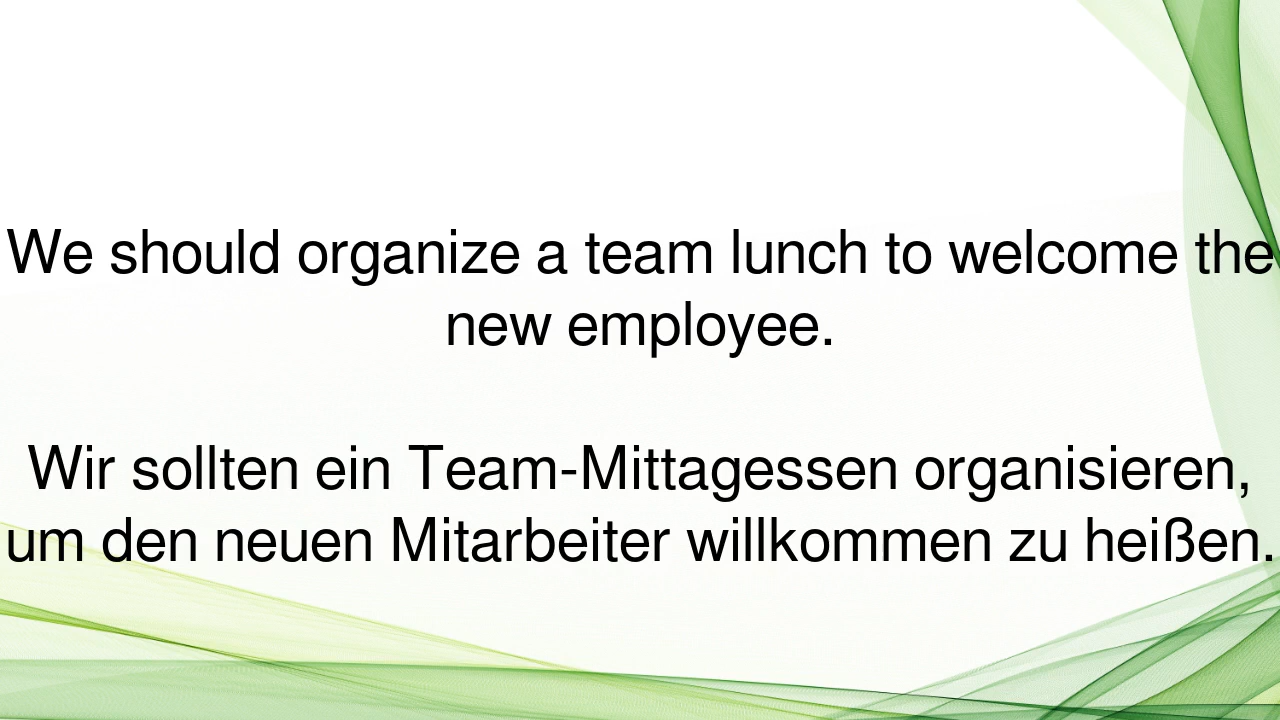 We should organize a team lunch to welcome the
new employee.
Wir sollten ein Team-Mittagessen organisieren,
um den neuen Mitarbeiter willkommen zu heißen.